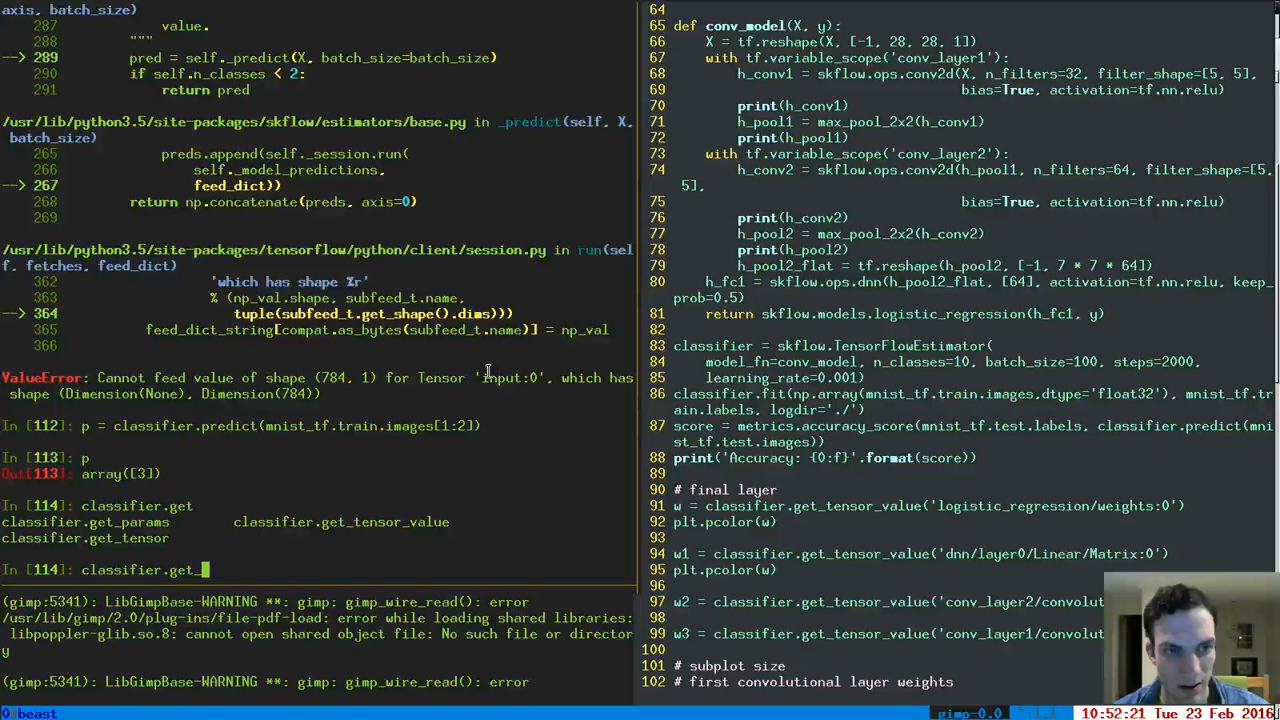 axis, batch_size)
287         value.
288         """
--> 289     pred = self._predict(X, batch_size=batch_size)
290     if self.n_classes < 2:
291         return pred
/usr/lib/python3.5/site-packages/skflow/estimators/base.py in _predict(self, X,
batch_size)
265         preds.append(self._session.run(
266             self._model_predictions,
--> 267             feed_dict))
268     return np.concatenate(preds, axis=0)
269
/usr/lib/python3.5/site-packages/tensorflow/python/client/session.py in run(sel
f, fetches, feed_dict)
362         'which has shape %r'
363         % (np_val.shape, subfeed_t.name,
--> 364            tuple(subfeed_t.get_shape().dims)))
365     feed_dict_string[compat.as_bytes(subfeed_t.name)] = np_val
366
ValueError: Cannot feed value of shape (784, 1) for Tensor 'input:0', which has
shape (Dimension(None), Dimension(784))
In [112]: p = classifier.predict(mnist_tf.train.images[1:2])
In [113]: p
Out[113]: array([3])
In [114]: classifier.get
classifier.get_params        classifier.get_tensor_value
classifier.get_tensor
In [114]: classifier.get_
(gimp:5341): LibGimpBase-WARNING **: gimp: gimp_wire_read(): error
/usr/lib/gimp/2.0/plug-ins/file-pdf-load: error while loading shared libraries:
libpoppler-glib.so.8: cannot open shared object file: No such file or director
y
(gimp:5341): LibGimpBase-WARNING **: gimp: gimp_wire_read(): error
64
65 def conv_model(X, y):
66     X = tf.reshape(X, [-1, 28, 28, 1])
67     with tf.variable_scope('conv_layer1'):
68         h_conv1 = skflow.ops.conv2d(X, n_filters=32, filter_shape=[5, 5],
69                                     bias=True, activation=tf.nn.relu)
70         print(h_conv1)
71         h_pool1 = max_pool_2x2(h_conv1)
72         print(h_pool1)
73     with tf.variable_scope('conv_layer2'):
74         h_conv2 = skflow.ops.conv2d(h_pool1, n_filters=64, filter_shape=[5,
5],
75                                     bias=True, activation=tf.nn.relu)
76         print(h_conv2)
77         h_pool2 = max_pool_2x2(h_conv2)
78         print(h_pool2)
79         h_pool2_flat = tf.reshape(h_pool2, [-1, 7 * 7 * 64])
80     h_fc1 = skflow.ops.dnn(h_pool2_flat, [64], activation=tf.nn.relu, keep_
prob=0.5)
81     return skflow.models.logistic_regression(h_fc1, y)
82
83 classifier = skflow.TensorFlowEstimator(
84     model_fn=conv_model, n_classes=10, batch_size=100, steps=2000,
85     learning_rate=0.001)
86 classifier.fit(np.array(mnist_tf.train.images,dtype='float32'), mnist_tf.tr
ain.labels, logdir='./')
87 score = metrics.accuracy_score(mnist_tf.test.labels, classifier.predict(mni
st_tf.test.images))
88 print('Accuracy: {0:f}'.format(score))
89
90 # final layer
91 w = classifier.get_tensor_value('logistic_regression/weights:0')
92 plt.pcolor(w)
93
94 w1 = classifier.get_tensor_value('dnn/layer0/Linear/Matrix:0')
95 plt.pcolor(w)
96
97 w2 = classifier.get_tensor_value('conv_layer2/convolut
98
99 w3 = classifier.get_tensor_value('conv_layer1/convolut
100
101 # subplot size
102 # first convolutional layer weights
0 beast
gimp-0.0
10:52:21 Tue 23 Feb 2016